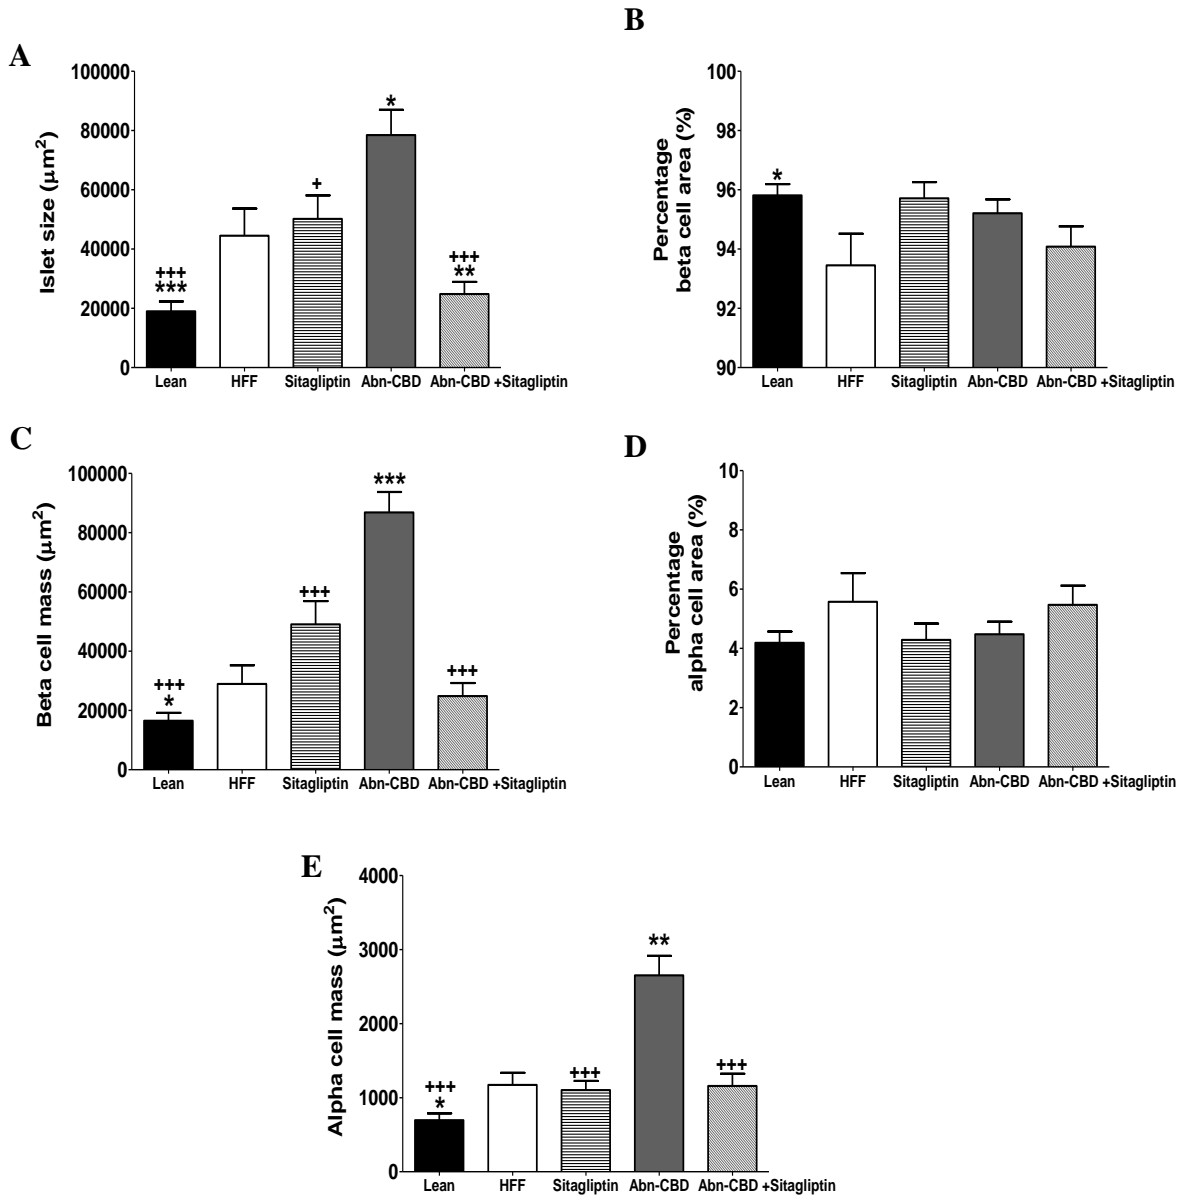 A
Islet size (μm²)
100000
80000
60000
40000
20000
0
+++
***
+
*
+++
**
Lean HFF Sitagliptin Abn-CBD Abn-CBD +Sitagliptin
B
Percentage
beta cell area (%)
100
98
96
94
92
90
*
Lean HFF Sitagliptin Abn-CBD Abn-CBD +Sitagliptin
C
Beta cell mass (μm²)
100000
80000
60000
40000
20000
0
+++
*
+++
***
+++
Lean HFF Sitagliptin Abn-CBD Abn-CBD +Sitagliptin
D
Percentage
alpha cell area (%)
10
8
6
4
2
0
Lean HFF Sitagliptin Abn-CBD Abn-CBD +Sitagliptin
E
Alpha cell mass (μm²)
4000
3000
2000
1000
0
+++
*
+++
**
+++
Lean HFF Sitagliptin Abn-CBD Abn-CBD +Sitagliptin